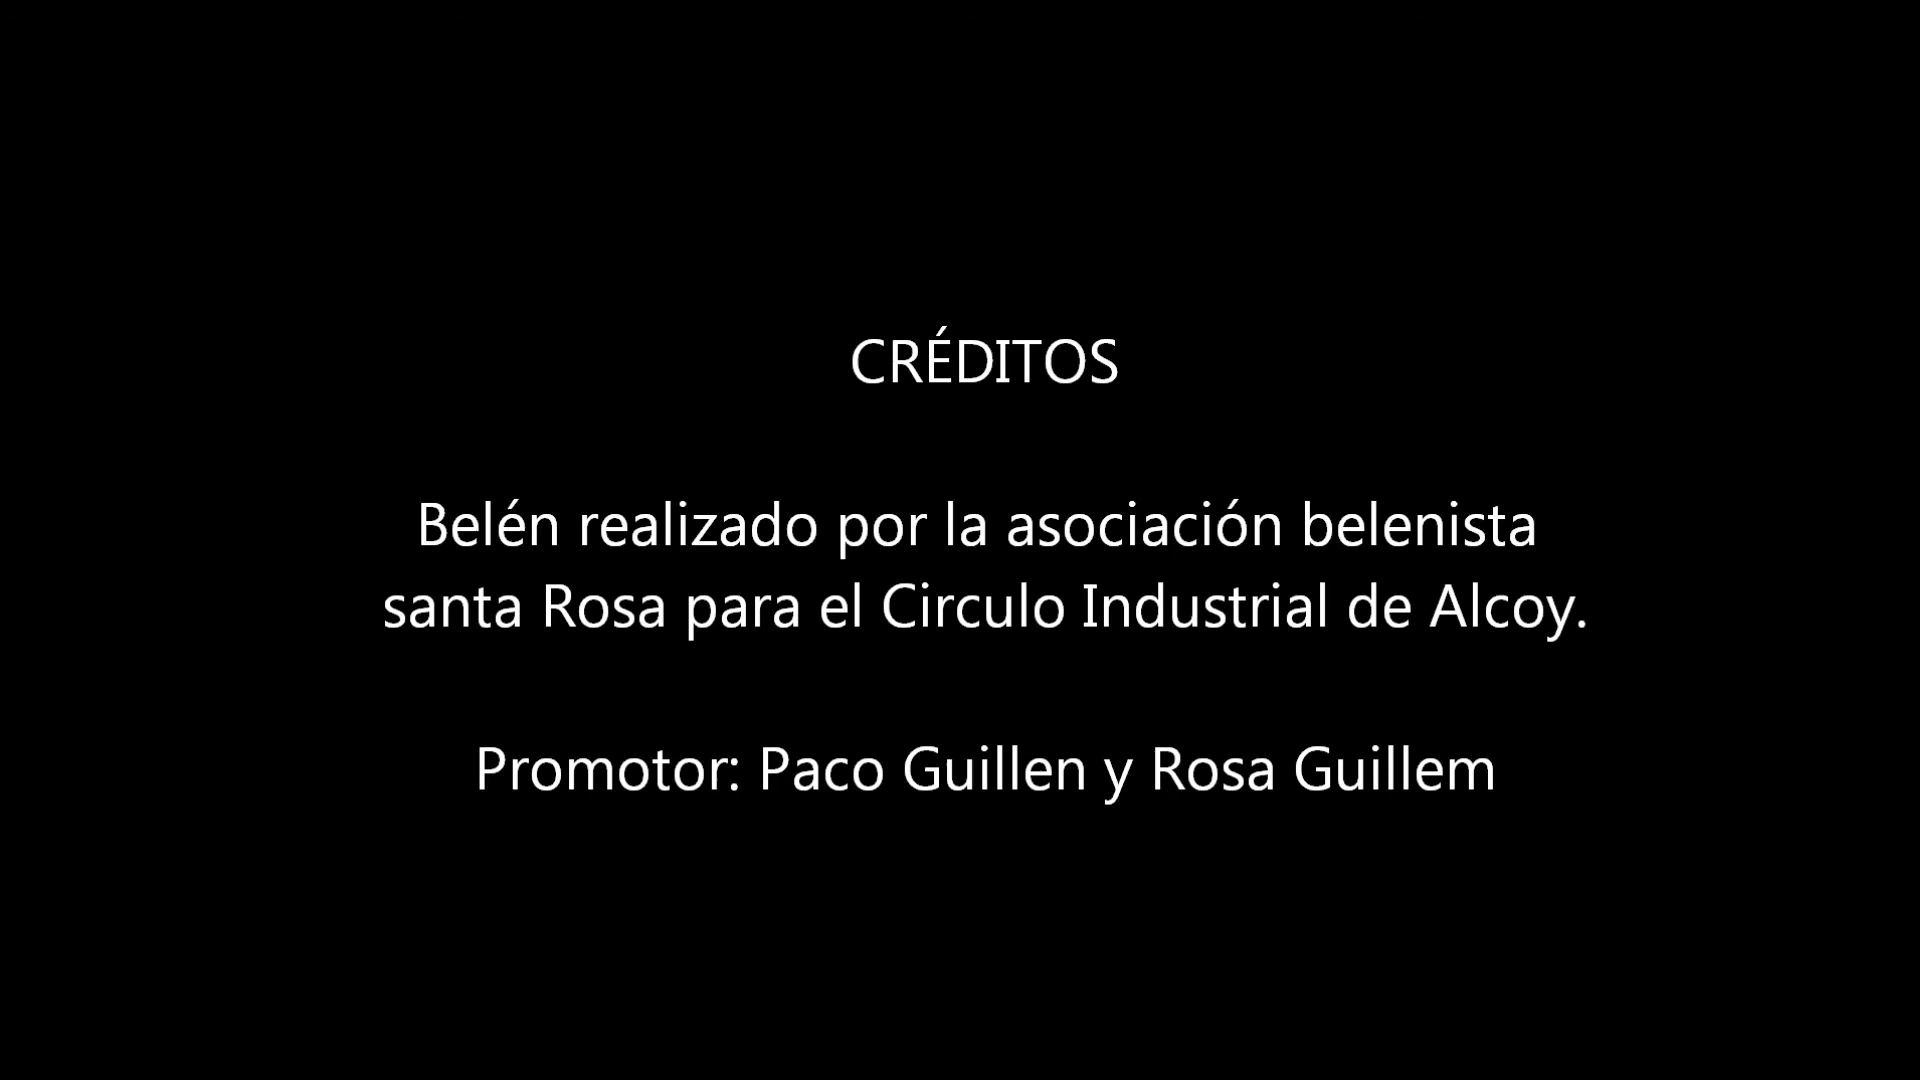 CRÉDITOS
Belén realizado por la asociación belenista
santa Rosa para el Circulo Industrial de Alcoy.
Promotor: Paco Guillen y Rosa Guillem